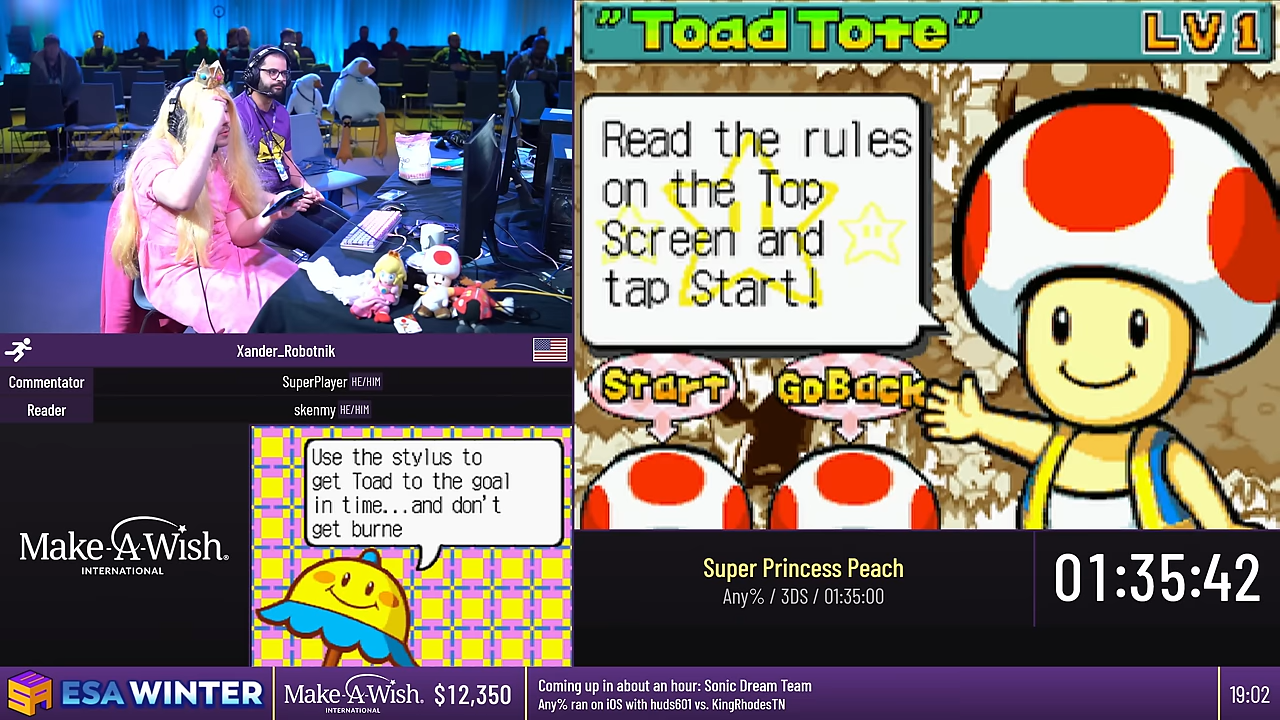 "Toad Tote"
LV1
Read the rules
on the Top
Screen and
tap Start!
Start
Go Back
Xander_Robotnik
Commentator
SuperPlayer HE/HIM
Reader
skenmy HE/HIM
Use the stylus to
get Toad to the goal
in time...and don't
get burne
Make-A-Wish®
INTERNATIONAL
Super Princess Peach
Any% / 3DS / 01:35:00
01:35:42
ESA WINTER
Make-A-Wish.
INTERNATIONAL
$12,350
Coming up in about an hour: Sonic Dream Team
Any% ran on iOS with huds601 vs. KingRhodesTN
19:02